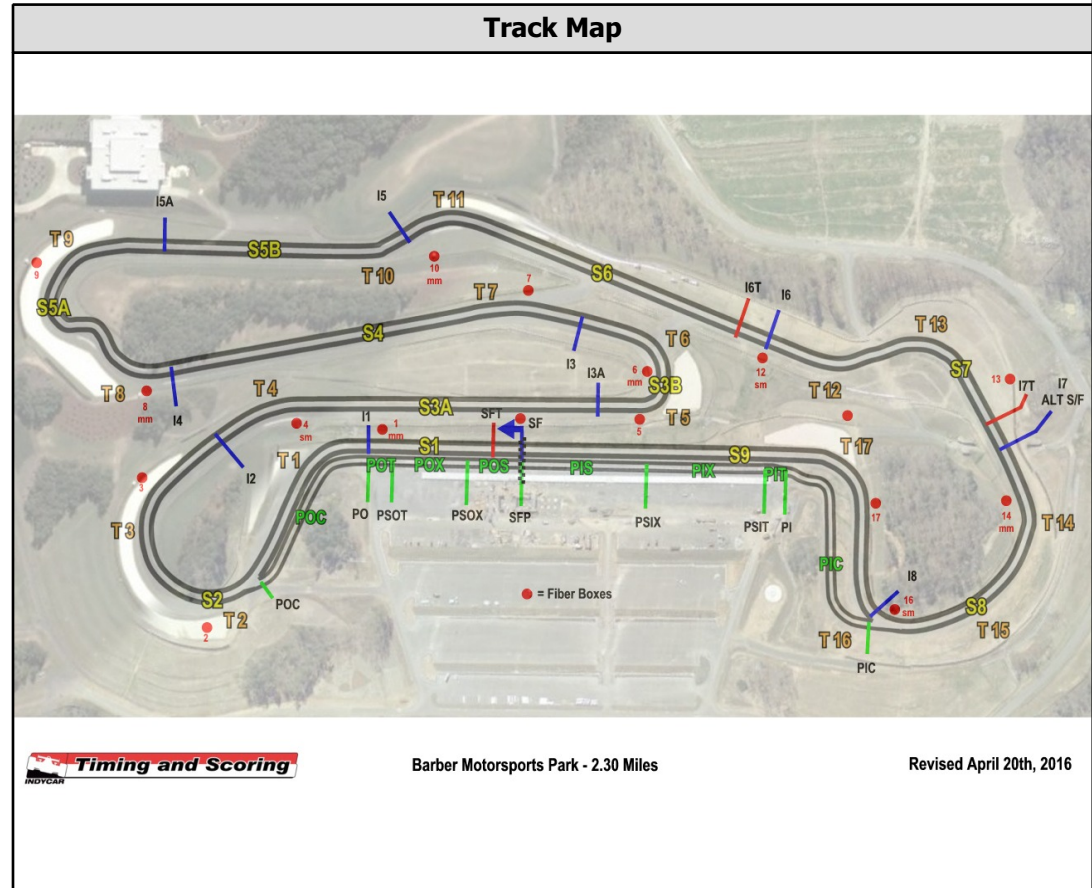 Track Map
I5A
I5
T 11
T 9
S5B
9
T 10
10
mm
7
T 7
S6
I6T
I6
S5A
T 13
S4
I3
T 6
12
sm
S7
T 8
8
mm
I4
T 4
6
mm
S3B
I3A
T 12
13
I7T
I7
ALT S/F
S3A
SFT
SF
T 5
4
sm
I1
1
mm
T 17
T 1
I2
S1
S9
POT
POX
POS
PIS
PIX
PIT
3
PO
PSOT
PSOX
SFP
PSIX
PSIT
PI
17
14
mm
T 14
T 3
POC
PIC
I8
S2
POC
= Fiber Boxes
16
sm
S8
T 2
2
T 16
T 15
PIC
INDYCAR
Timing and Scoring
Barber Motorsports Park - 2.30 Miles
Revised April 20th, 2016